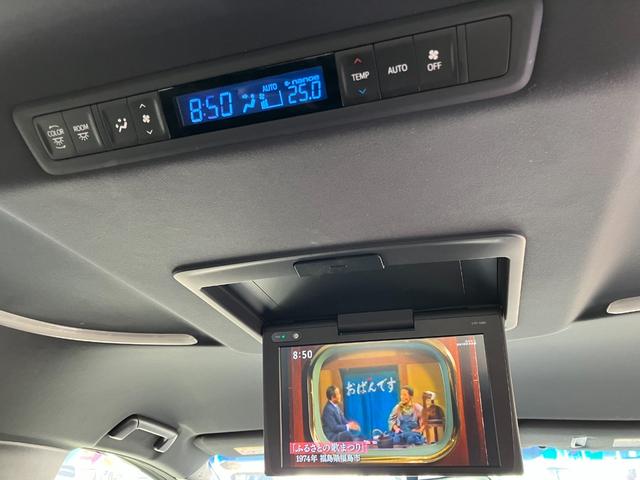 COLOR
ROOM
8:50
AUTO
nanoe
25.0
TEMP
AUTO
OFF
8:50
おばんです
「ふるさとの歌まつり」
1974年 福島県福島市